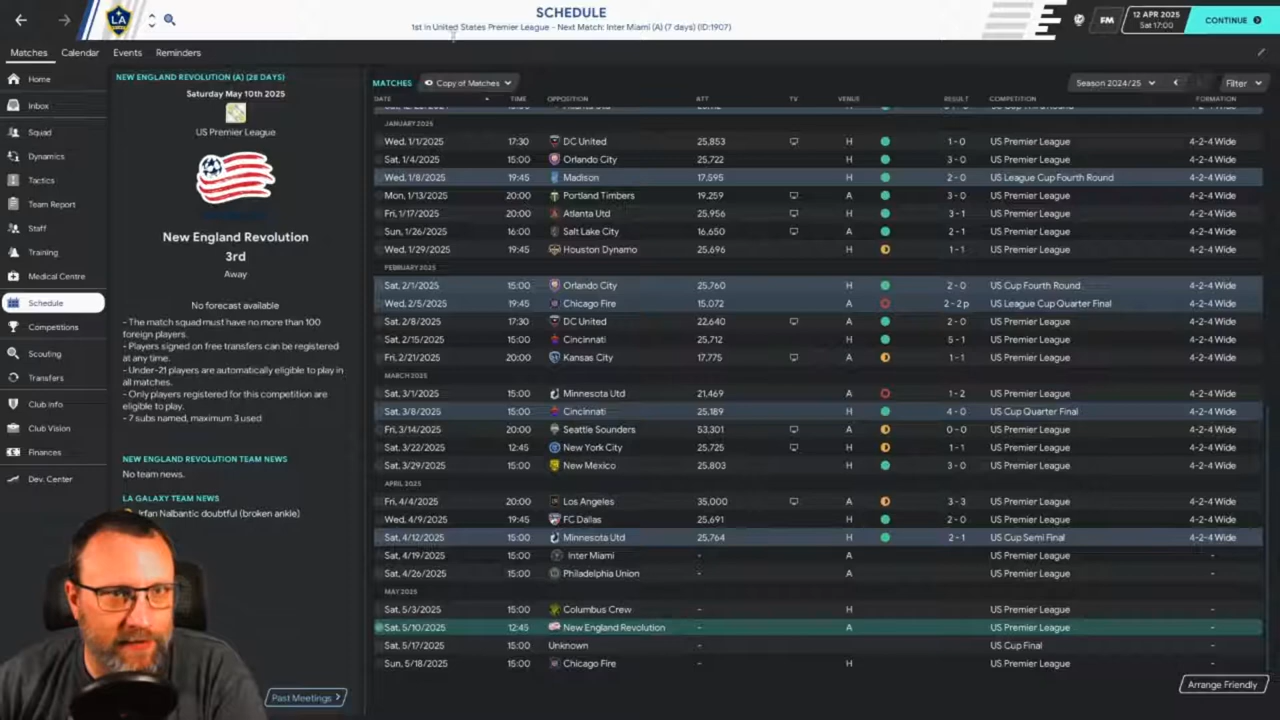 SCHEDULE
1st in United States Premier League - Next Match: Inter Miami (A) (7 days) (ID:1907)
LA
FM
12 APR 2025
Sat 17:00
CONTINUE
Matches Calendar Events Reminders
Home
Inbox
Squad
Dynamics
Tactics
Team Report
Staff
Training
Medical Centre
Schedule
Competitions
Scouting
Transfers
Club Info
Club Vision
Finances
Dev. Center
NEW ENGLAND REVOLUTION (A) (28 DAYS)
Saturday May 10th 2025
US Premier League
New England Revolution
3rd
Away
No forecast available
- The match squad must have no more than 100
foreign players.
- Players signed on free transfers can be registered
at any time.
- Under-21 players are automatically eligible to play in
all matches.
- Only players registered for this competition are
eligible to play.
- 7 subs named, maximum 3 used
NEW ENGLAND REVOLUTION TEAM NEWS
No team news.
LA GALAXY TEAM NEWS
Irfan Nalbantic doubtful (broken ankle)
Past Meetings >
MATCHES Copy of Matches Season 2024/25 Filter
DATE TIME OPPOSITION ATT TV VENUE RESULT COMPETITION FORMATION
JANUARY 2025
Wed, 1/1/2025 17:30 DC United 25,853 H 1 - 0 US Premier League 4-2-4 Wide
Sat, 1/4/2025 15:00 Orlando City 25,722 H 3 - 0 US Premier League 4-2-4 Wide
Wed, 1/8/2025 19:45 Madison 17,595 H 2 - 0 US League Cup Fourth Round 4-2-4 Wide
Mon, 1/13/2025 20:00 Portland Timbers 19,259 A 3 - 0 US Premier League 4-2-4 Wide
Fri, 1/17/2025 20:00 Atlanta Utd 25,956 H 3 - 1 US Premier League 4-2-4 Wide
Sun, 1/26/2025 16:00 Salt Lake City 16,650 A 2 - 1 US Premier League 4-2-4 Wide
Wed, 1/29/2025 19:45 Houston Dynamo 25,696 H 1 - 1 US Premier League 4-2-4 Wide
FEBRUARY 2025
Sat, 2/1/2025 15:00 Orlando City 25,760 H 2 - 0 US Cup Fourth Round 4-2-4 Wide
Wed, 2/5/2025 19:45 Chicago Fire 15,072 A 2 - 2 p US League Cup Quarter Final 4-2-4 Wide
Sat, 2/8/2025 17:30 DC United 22,640 A 2 - 0 US Premier League 4-2-4 Wide
Sat, 2/15/2025 15:00 Cincinnati 25,712 H 5 - 1 US Premier League 4-2-4 Wide
Fri, 2/21/2025 20:00 Kansas City 17,775 A 1 - 1 US Premier League 4-2-4 Wide
MARCH 2025
Sat, 3/1/2025 15:00 Minnesota Utd 21,469 A 1 - 2 US Premier League 4-2-4 Wide
Sat, 3/8/2025 15:00 Cincinnati 25,189 H 4 - 0 US Cup Quarter Final 4-2-4 Wide
Fri, 3/14/2025 20:00 Seattle Sounders 53,301 A 0 - 0 US Premier League 4-2-4 Wide
Sat, 3/22/2025 12:45 New York City 25,725 H 1 - 1 US Premier League 4-2-4 Wide
Sat, 3/29/2025 15:00 New Mexico 25,803 H 3 - 0 US Premier League 4-2-4 Wide
APRIL 2025
Fri, 4/4/2025 20:00 Los Angeles 35,000 A 3 - 3 US Premier League 4-2-4 Wide
Wed, 4/9/2025 19:45 FC Dallas 25,691 H 2 - 0 US Premier League 4-2-4 Wide
Sat, 4/12/2025 15:00 Minnesota Utd 25,764 H 2 - 1 US Cup Semi Final 4-2-4 Wide
Sat, 4/19/2025 15:00 Inter Miami - A US Premier League -
Sat, 4/26/2025 15:00 Philadelphia Union - A US Premier League -
MAY 2025
Sat, 5/3/2025 15:00 Columbus Crew - H US Premier League -
Sat, 5/10/2025 12:45 New England Revolution - A US Premier League -
Sat, 5/17/2025 15:00 Unknown - US Cup Final -
Sun, 5/18/2025 15:00 Chicago Fire - H US Premier League -
Arrange Friendly